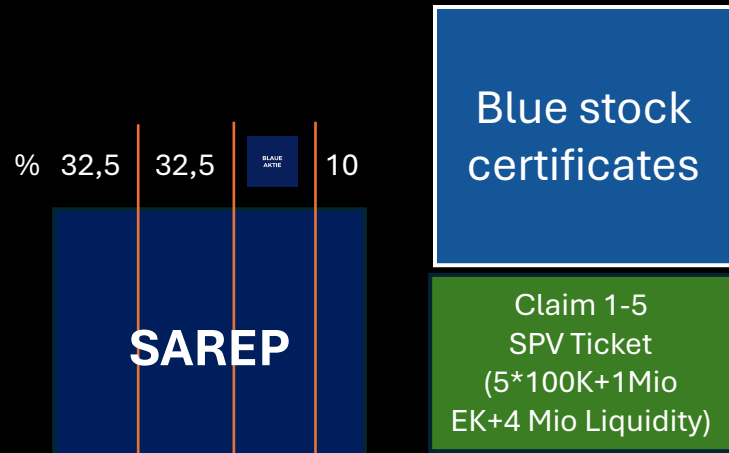 % 32,5 32,5 BLAUE
AKTIE 10
SAREP
Blue stock
certificates
Claim 1-5
SPV Ticket
(5*100K+1Mio
EK+4 Mio Liquidity)